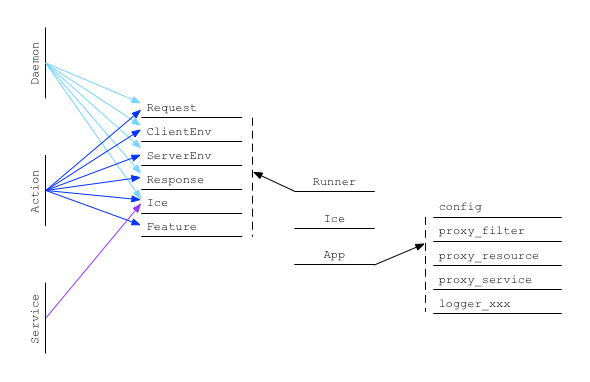 Daemon
Action
Service
Request
ClientEnv
ServerEnv
Response
Ice
Feature
Runner
Ice
App
config
proxy_filter
proxy_resource
proxy_service
logger_xxx